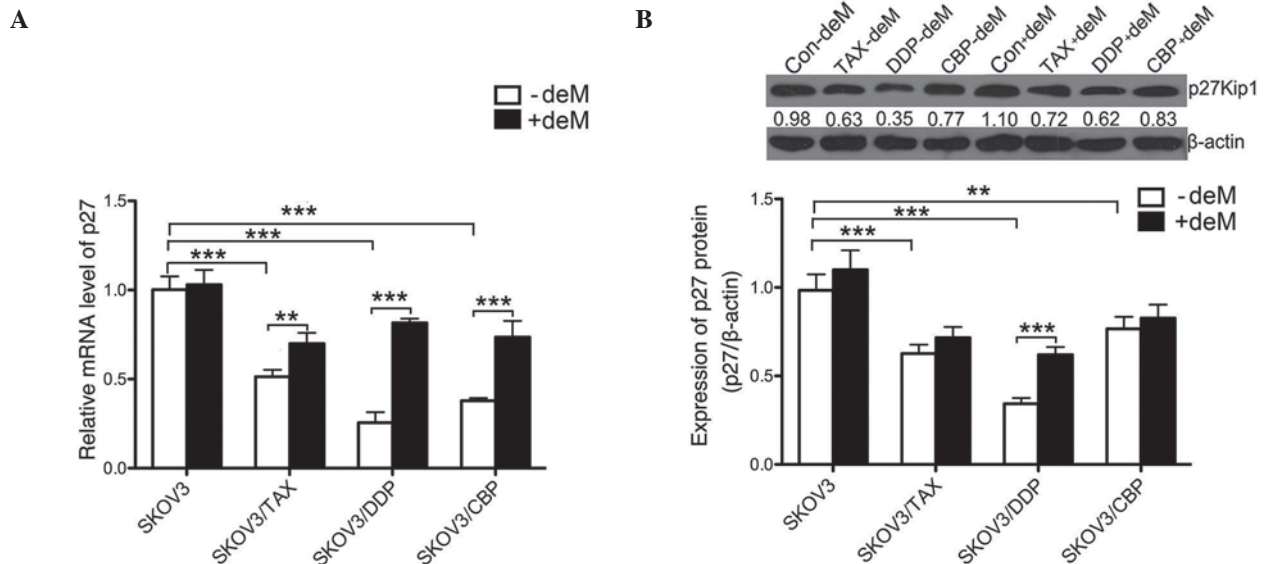 A
- deM
+deM
Relative mRNA level of p27
1.5
1.0
0.5
0.0
***
***
***
**
***
***
SKOV3
SKOV3/TAX
SKOV3/DDP
SKOV3/CBP
B
Con-deM TAX-deM DDP-deM CBP-deM Con+deM TAX+deM DDP+deM CBP+deM
p27Kip1
0.98 0.63 0.35 0.77 1.10 0.72 0.62 0.83
β-actin
- deM
+deM
Expression of p27 protein
(p27/β-actin)
1.5
1.0
0.5
0.0
**
***
***
***
SKOV3
SKOV3/TAX
SKOV3/DDP
SKOV3/CBP